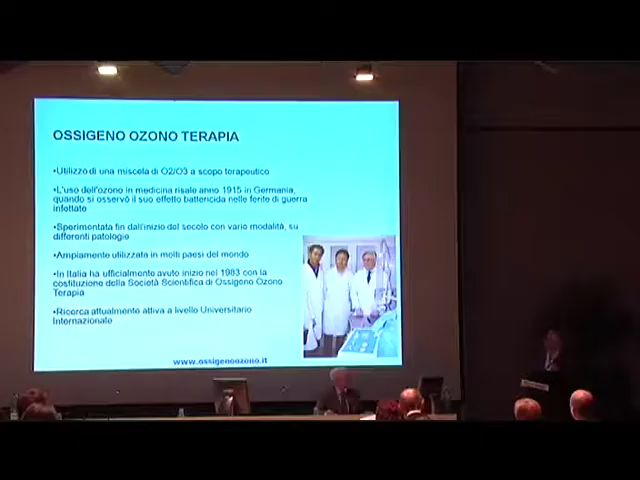 OSSIGENO OZONO TERAPIA
•Utilizzo di una miscela di O2/O3 a scopo terapeutico
•L'uso dell'ozono in medicina risale anno 1915 in Germania,
quando si osservò il suo effetto battericida nelle ferite di guerra
infettate
•Sperimentata fin dall'inizio del secolo con varie modalità, su
differenti patologie
•Ampiamente utilizzata in molti paesi del mondo
•In Italia ha ufficialmente avuto inizio nel 1983 con la
costituzione della Società Scientifica di Ossigeno Ozono
Terapia
•Ricerca attualmente attiva a livello Universitario
Internazionale
www.ossigenoozono.it